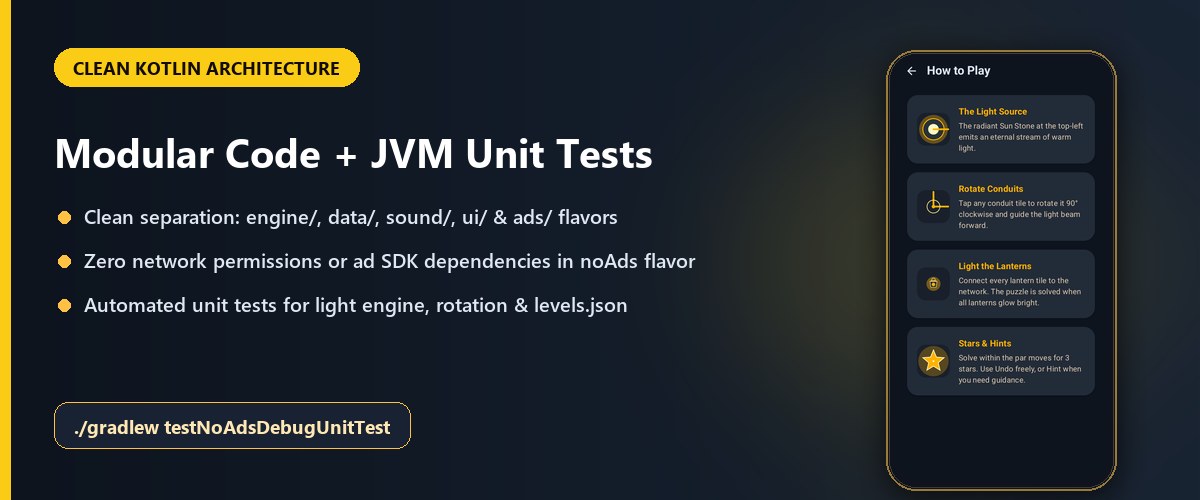 CLEAN KOTLIN ARCHITECTURE
Modular Code + JVM Unit Tests
Clean separation: engine/, data/, sound/, ui/ & ads/ flavors
Zero network permissions or ad SDK dependencies in noAds flavor
Automated unit tests for light engine, rotation & levels.json
./gradlew testNoAdsDebugUnitTest
How to Play
The Light Source
The radiant Sun Stone at the top-left
emits an eternal stream of warm
light.
Rotate Conduits
Tap any conduit tile to rotate it 90°
clockwise and guide the light beam
forward.
Light the Lanterns
Connect every lantern tile to the
network. The puzzle is solved when
all lanterns glow bright.
Stars & Hints
Solve within the par moves for 3
stars. Use Undo freely, or Hint when
you need guidance.